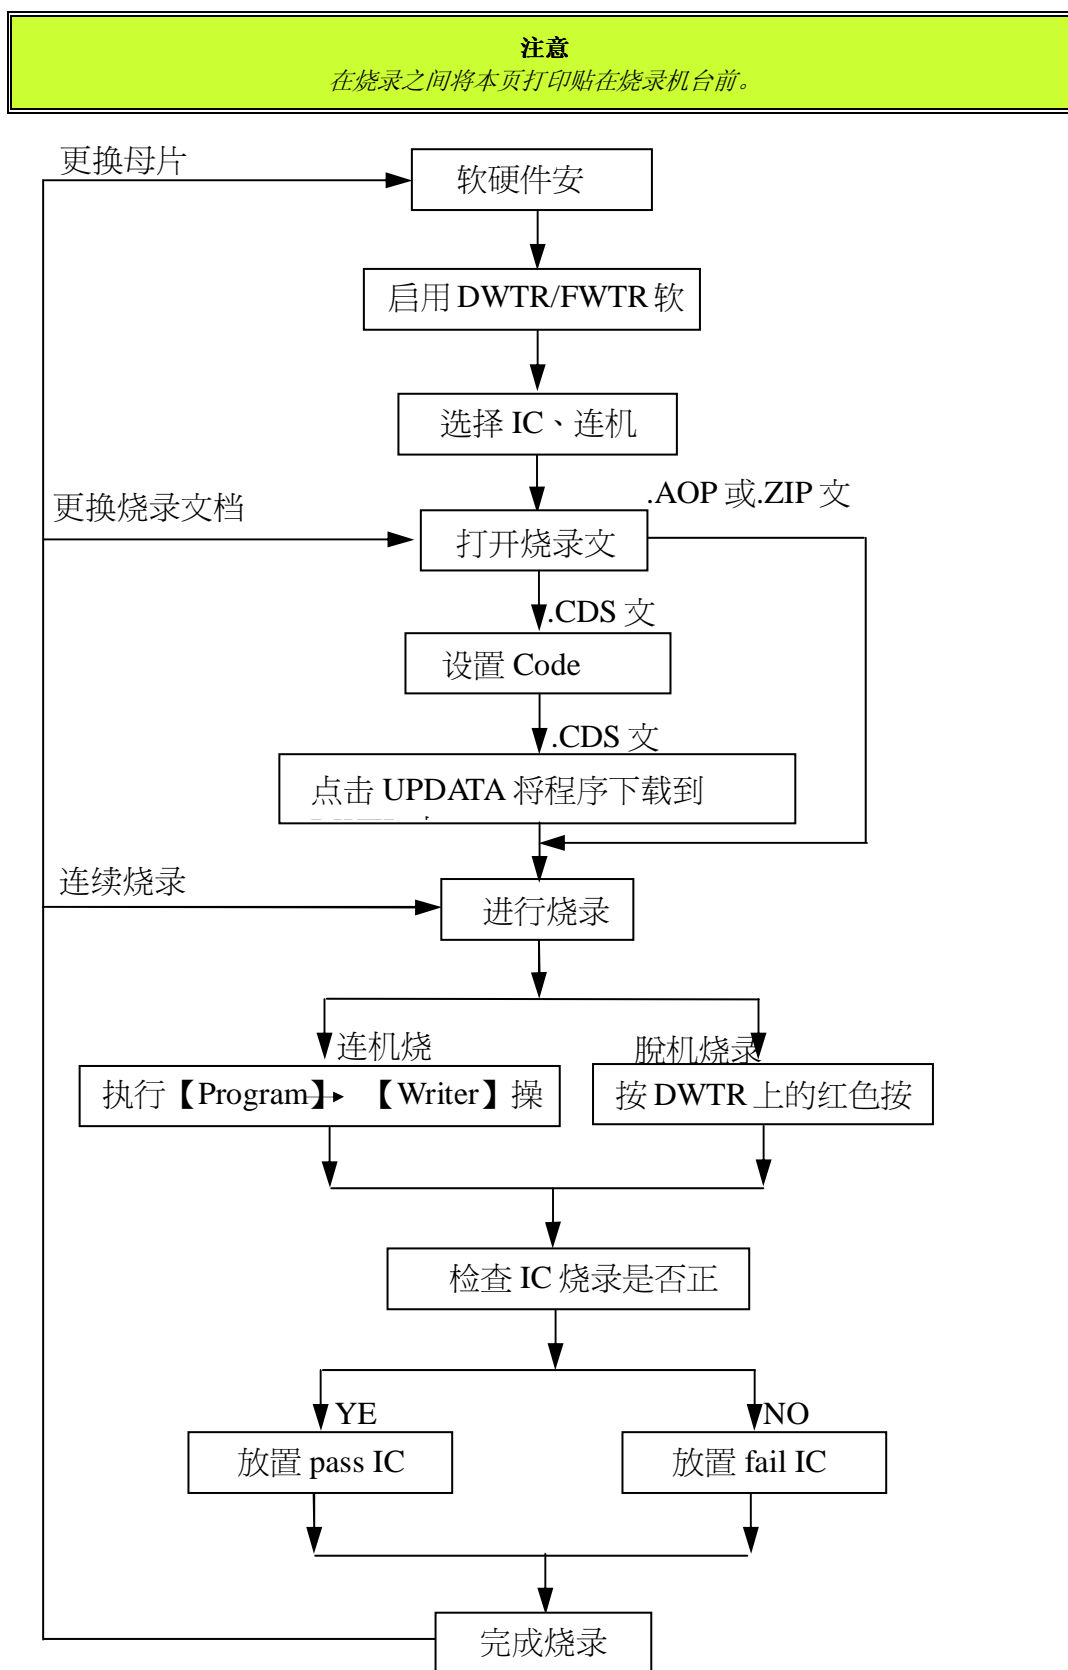 注意
在烧录之间将本页打印贴在烧录机台前。
更换母片
软硬件安
启用 DWTR/FWTR 软
选择 IC、连机
.AOP 或.ZIP 文
更换烧录文档
打开烧录文
.CDS 文
设置 Code
.CDS 文
点击 UPDATA 将程序下载到
连续烧录
进行烧录
连机烧
脱机烧录
执行【Program】 【Writer】操
按 DWTR 上的红色按
检查 IC 烧录是否正
YE
NO
放置 pass IC
放置 fail IC
完成烧录